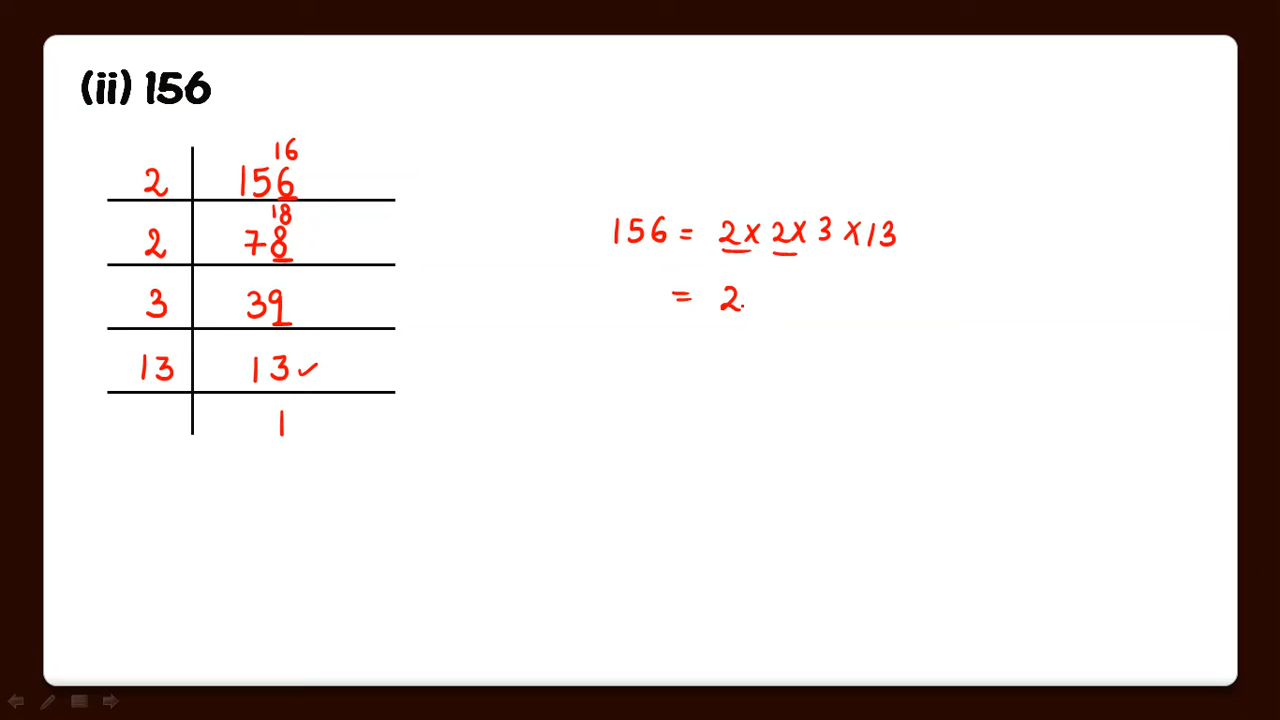 (ii) 156
16
2 156
18
2 78
3 39
13 13 ✓
1
156 = 2 × 2 × 3 × 13
= 2